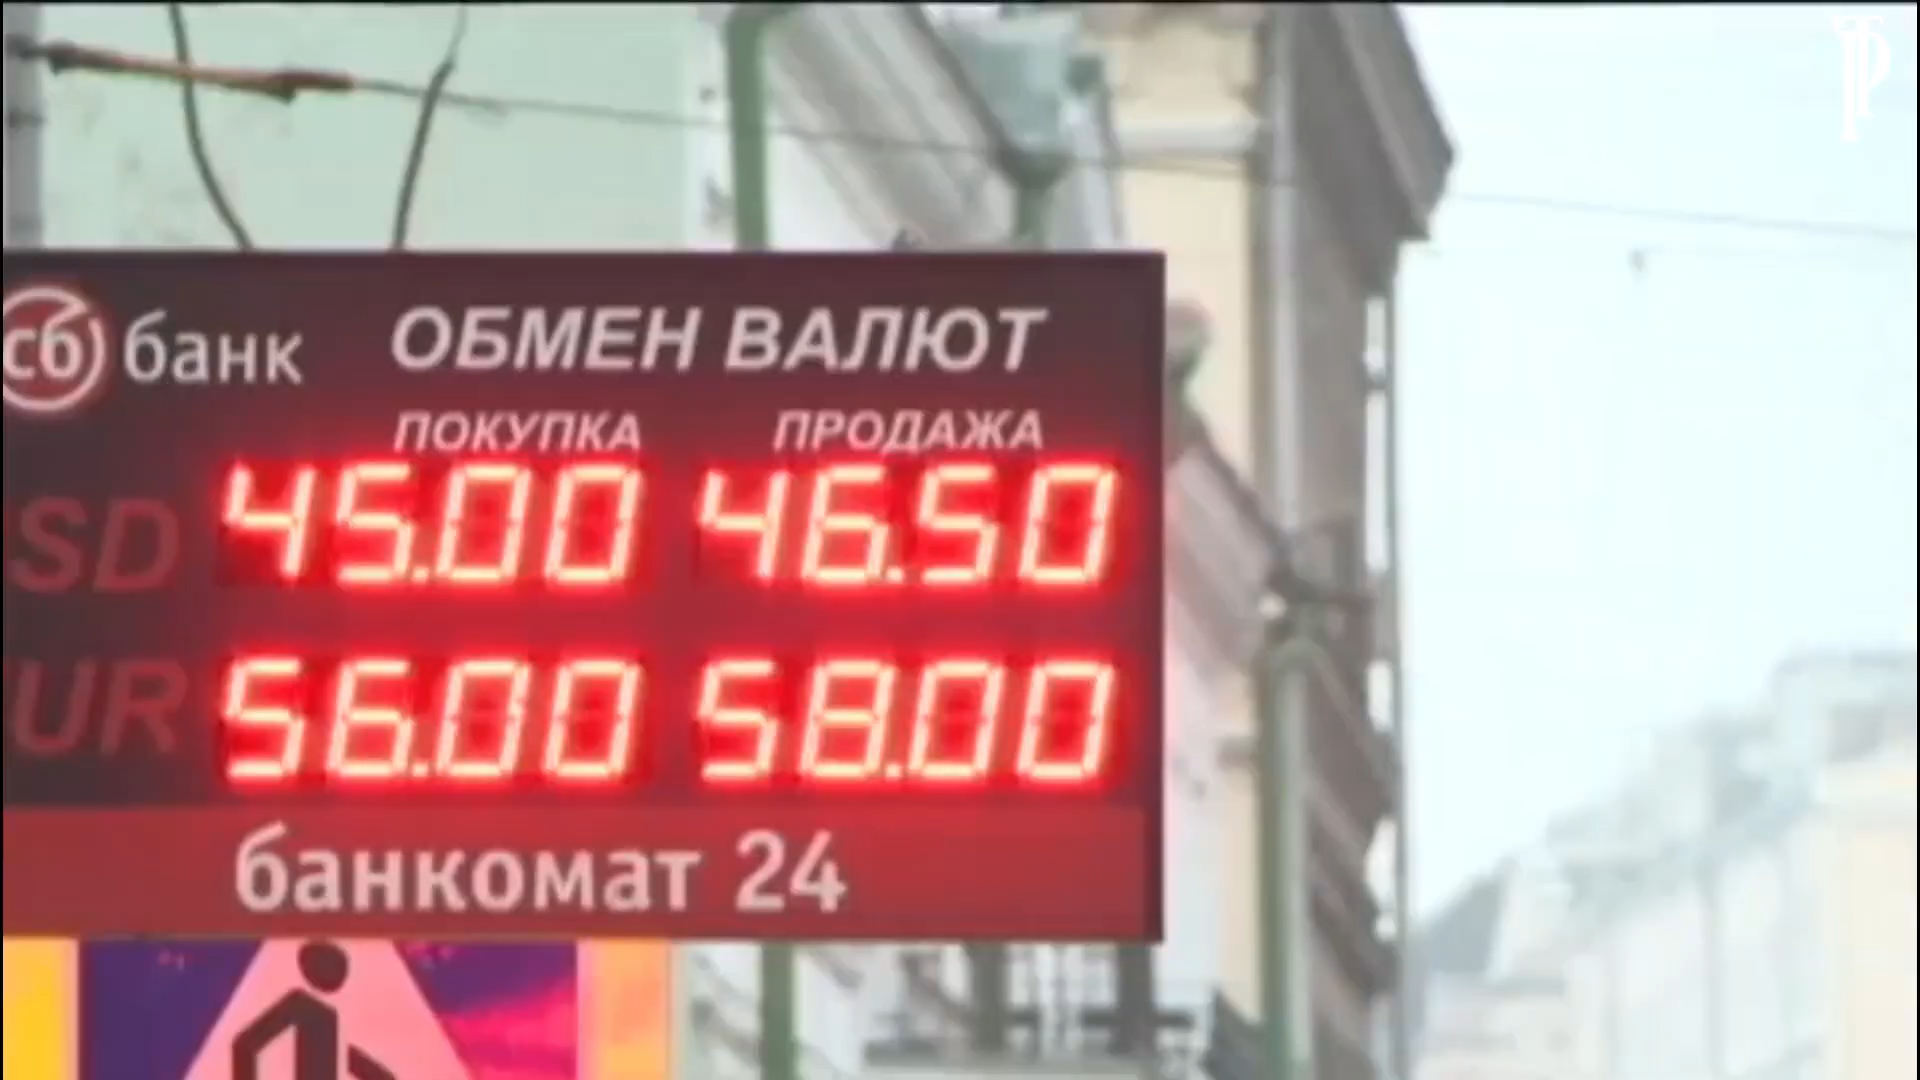 сб банк ОБМЕН ВАЛЮТ
ПОКУПКА ПРОДАЖА
SD 45.00 46.50
UR 56.00 58.00
банкомат 24